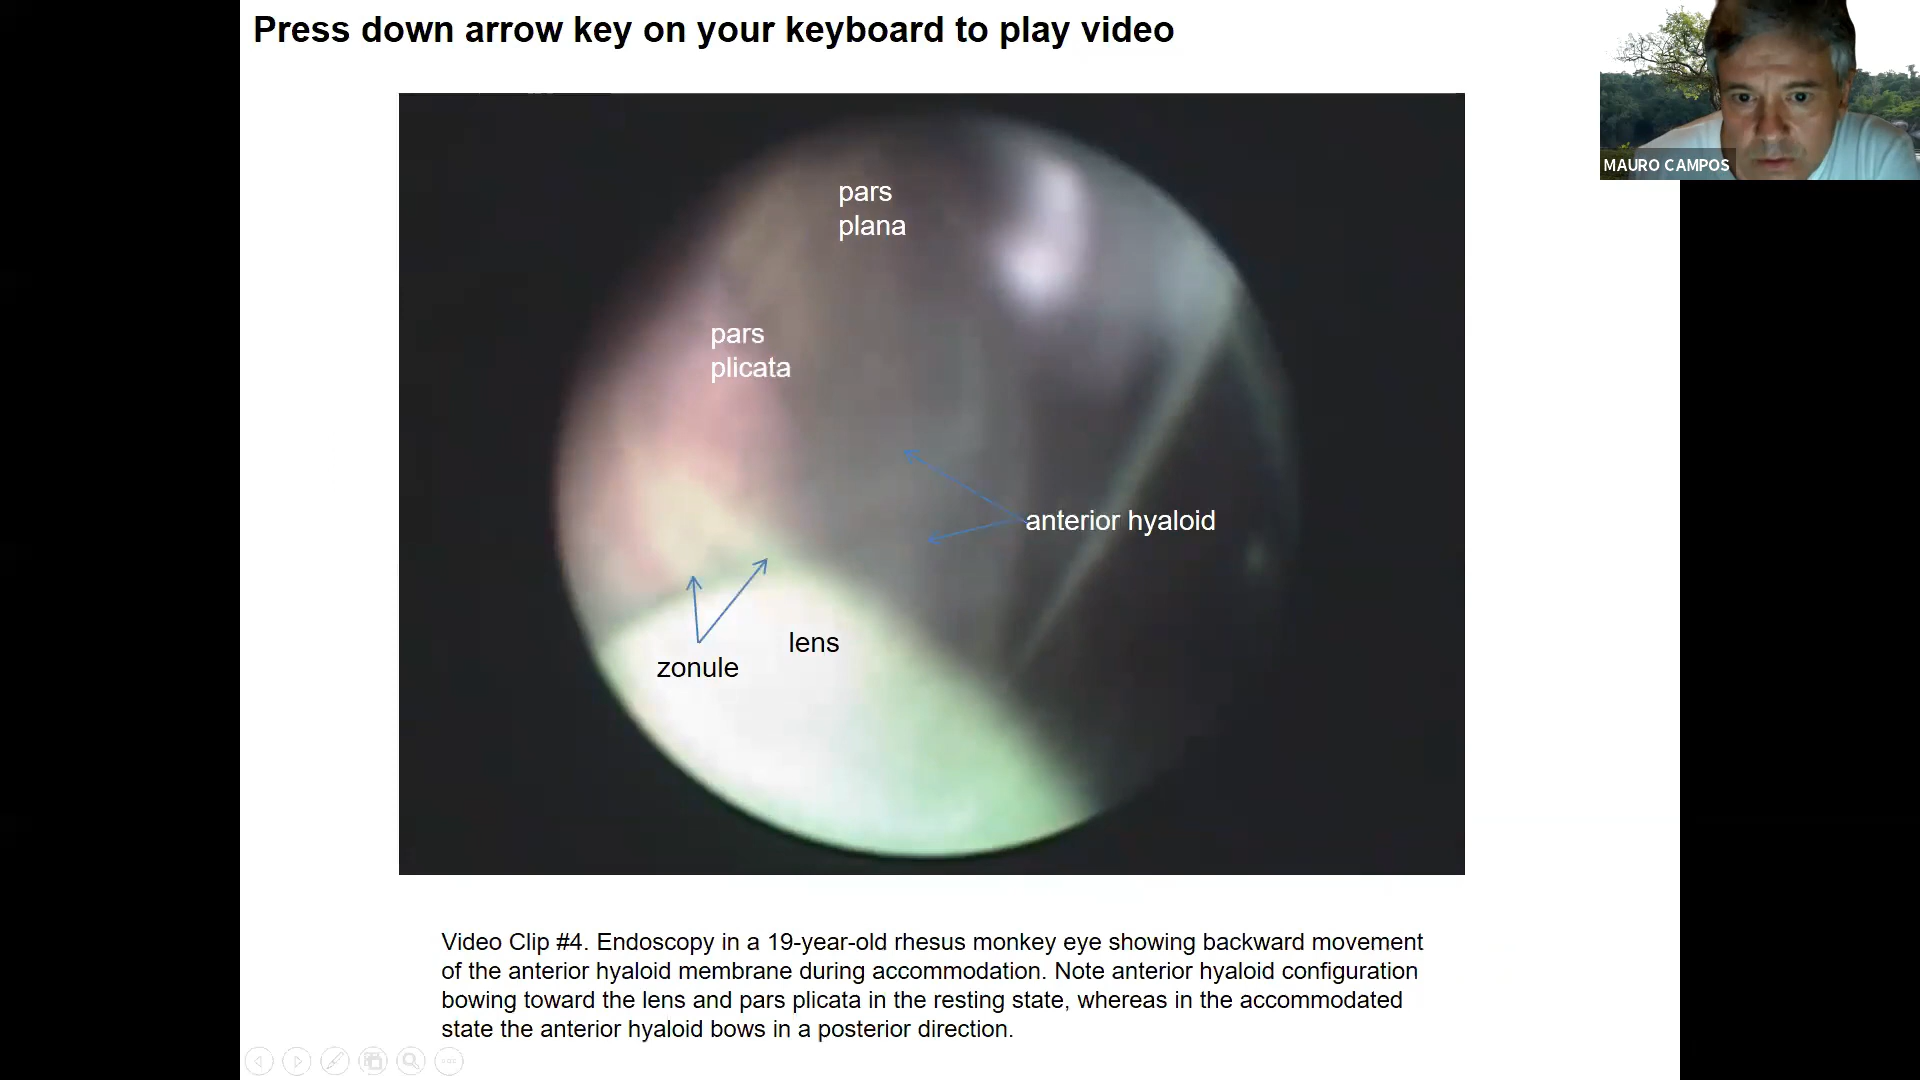 Press down arrow key on your keyboard to play video
MAURO CAMPOS
pars
plana
pars
plicata
anterior hyaloid
lens
zonule
Video Clip #4. Endoscopy in a 19-year-old rhesus monkey eye showing backward movement
of the anterior hyaloid membrane during accommodation. Note anterior hyaloid configuration
bowing toward the lens and pars plicata in the resting state, whereas in the accommodated
state the anterior hyaloid bows in a posterior direction.